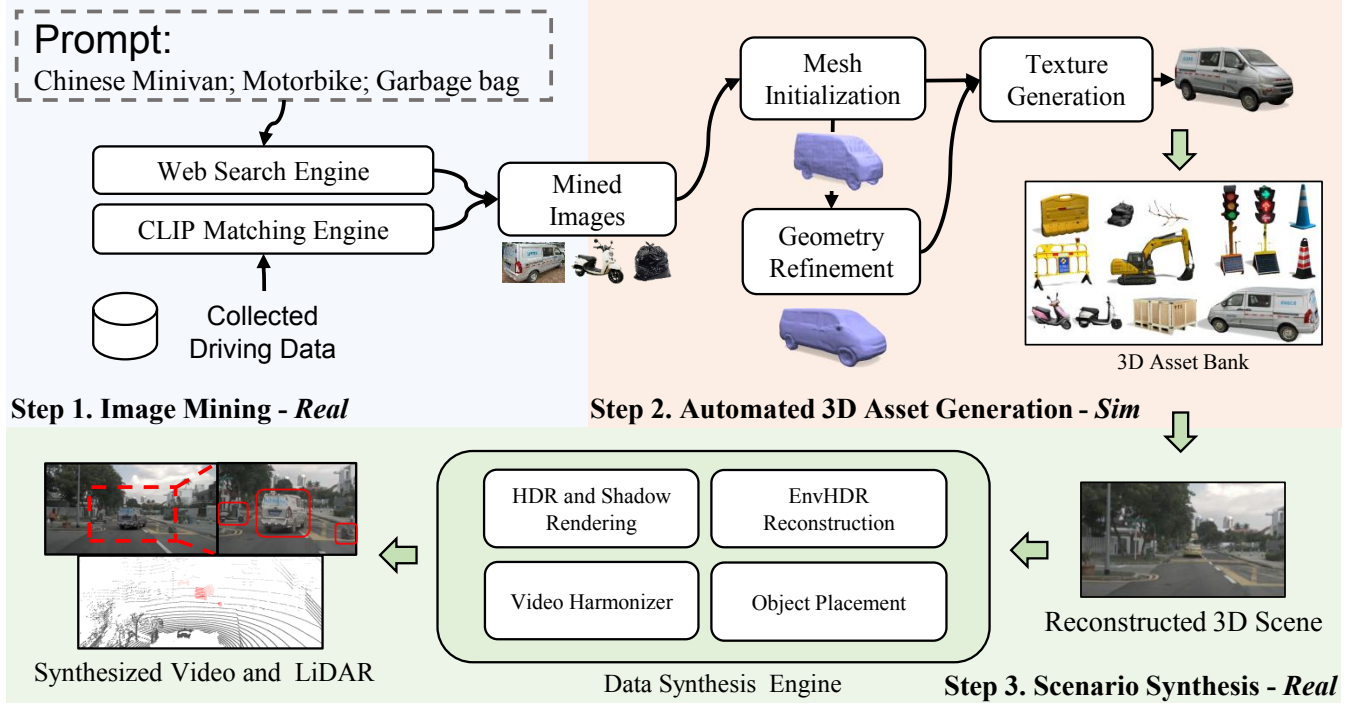 Prompt:
Chinese Minivan; Motorbike; Garbage bag
Web Search Engine
CLIP Matching Engine
Collected
Driving Data
Mined
Images
Step 1. Image Mining - Real
Mesh
Initialization
Geometry
Refinement
Texture
Generation
3D Asset Bank
Step 2. Automated 3D Asset Generation - Sim
Reconstructed 3D Scene
HDR and Shadow
Rendering
EnvHDR
Reconstruction
Video Harmonizer
Object Placement
Data Synthesis Engine
Synthesized Video and LiDAR
Step 3. Scenario Synthesis - Real